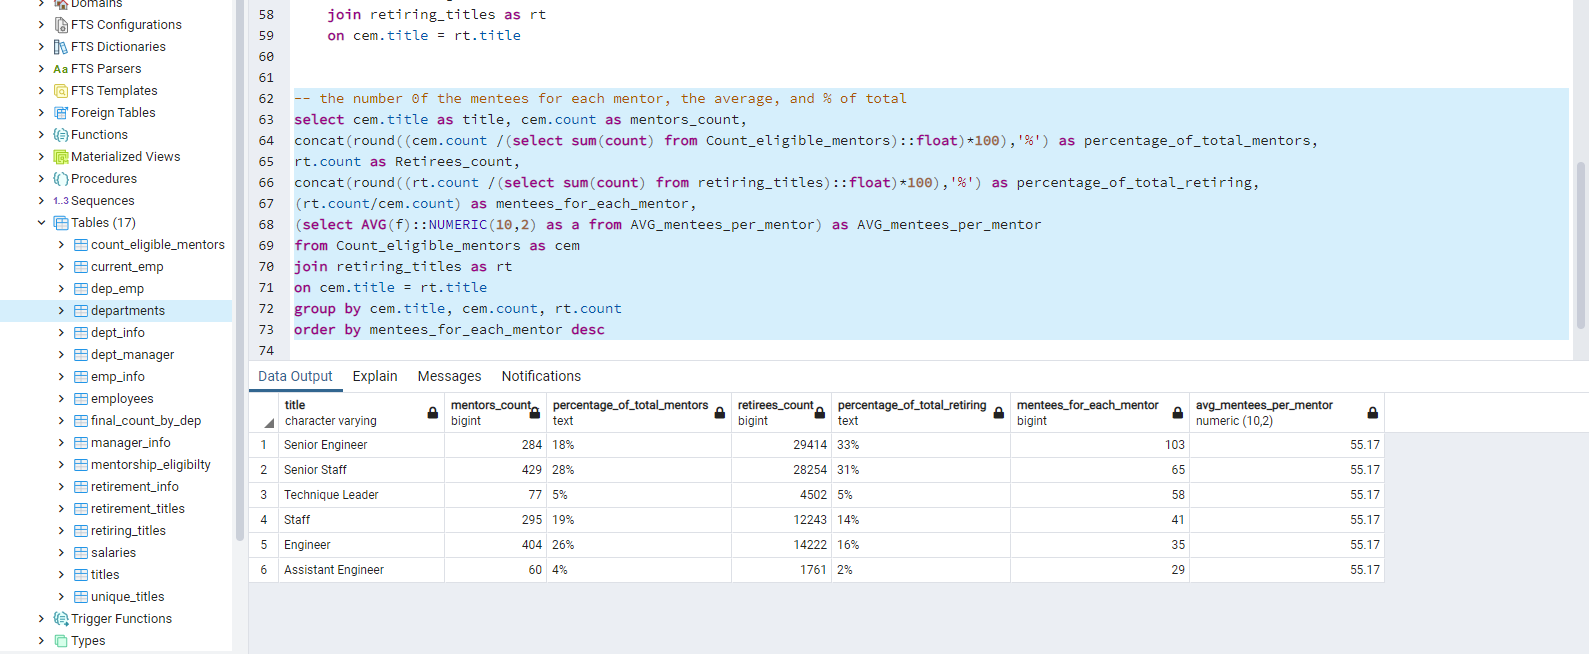 Domains
FTS Configurations
FTS Dictionaries
Aa FTS Parsers
FTS Templates
Foreign Tables
Functions
Materialized Views
Procedures
1..3 Sequences
Tables (17)
count_eligible_mentors
current_emp
dep_emp
departments
dept_info
dept_manager
emp_info
employees
final_count_by_dep
manager_info
mentorship_eligibilty
retirement_info
retirement_titles
retiring_titles
salaries
titles
unique_titles
Trigger Functions
Types
58 join retiring_titles as rt
59 on cem.title = rt.title
60
61
62 -- the number 0f the mentees for each mentor, the average, and % of total
63 select cem.title as title, cem.count as mentors_count,
64 concat(round((cem.count /(select sum(count) from Count_eligible_mentors)::float)*100),'%') as percentage_of_total_mentors,
65 rt.count as Retirees_count,
66 concat(round((rt.count /(select sum(count) from retiring_titles)::float)*100),'%') as percentage_of_total_retiring,
67 (rt.count/cem.count) as mentees_for_each_mentor,
68 (select AVG(f)::NUMERIC(10,2) as a from AVG_mentees_per_mentor) as AVG_mentees_per_mentor
69 from Count_eligible_mentors as cem
70 join retiring_titles as rt
71 on cem.title = rt.title
72 group by cem.title, cem.count, rt.count
73 order by mentees_for_each_mentor desc
74
Data Output Explain Messages Notifications
title mentors_count percentage_of_total_mentors retirees_count percentage_of_total_retiring mentees_for_each_mentor avg_mentees_per_mentor
character varying bigint text bigint text bigint numeric (10,2)
1 Senior Engineer 284 18% 29414 33% 103 55.17
2 Senior Staff 429 28% 28254 31% 65 55.17
3 Technique Leader 77 5% 4502 5% 58 55.17
4 Staff 295 19% 12243 14% 41 55.17
5 Engineer 404 26% 14222 16% 35 55.17
6 Assistant Engineer 60 4% 1761 2% 29 55.17